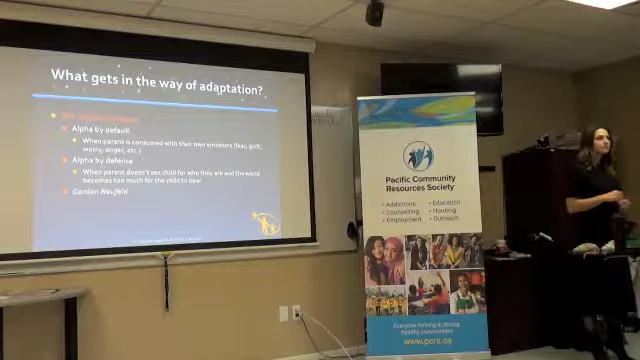 What gets in the way of adaptation?
Alpha by default
When parent is consumed with their own emotions (fear, guilt,
worry, anger, etc.)
Alpha by defense
When parent doesn't see child for who they are and the world
becomes too much for the child to bear
Gordon Neufeld
Pacific Community
Resources Society
• Addictions
• Counselling
• Employment
• Education
• Housing
• Outreach
Everyone thriving in strong
healthy communities
www.pcrs.ca